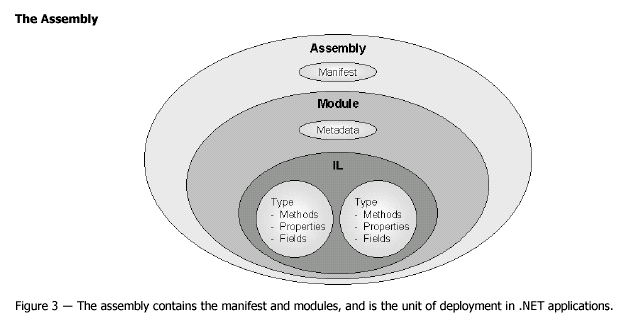 The Assembly
Assembly
Manifest
Module
Metadata
IL
Type
- Methods
- Properties
- Fields
Type
- Methods
- Properties
- Fields
Figure 3 — The assembly contains the manifest and modules, and is the unit of deployment in .NET applications.